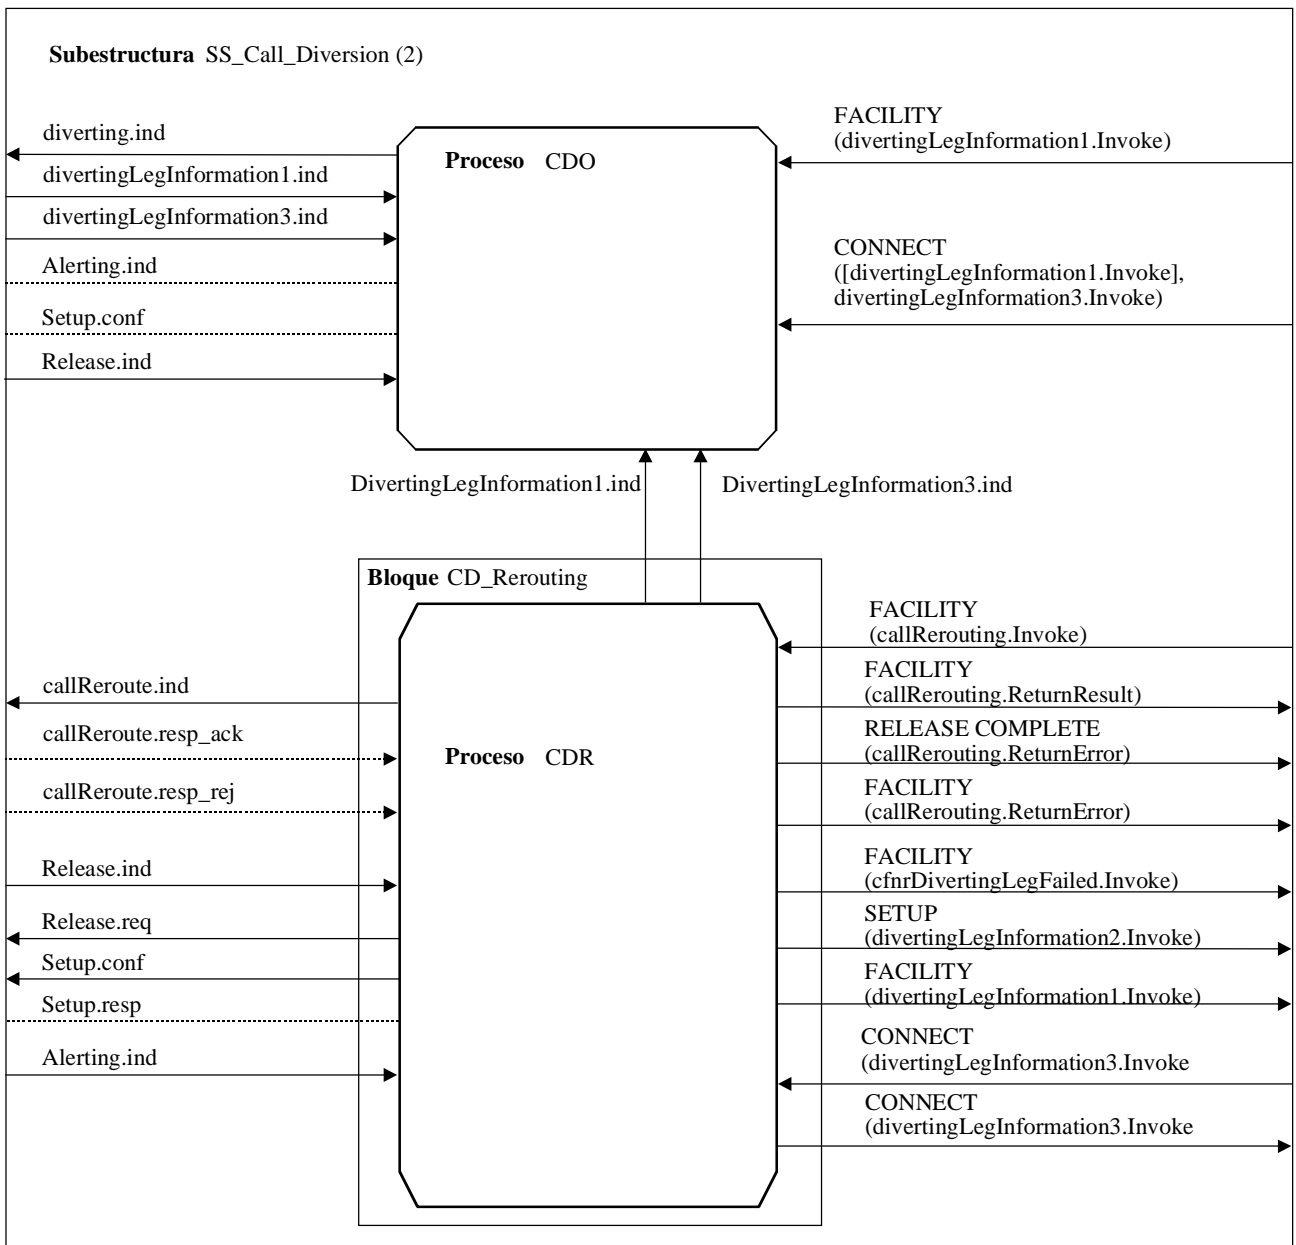 Subestructura SS_Call_Diversion (2)
diverting.ind
divertingLegInformation1.ind
divertingLegInformation3.ind
Alerting.ind
Setup.conf
Release.ind
Proceso CDO
FACILITY
(divertingLegInformation1.Invoke)
CONNECT
([divertingLegInformation1.Invoke],
divertingLegInformation3.Invoke)
DivertingLegInformation1.ind
DivertingLegInformation3.ind
Bloque CD_Rerouting
callReroute.ind
callReroute.resp_ack
callReroute.resp_rej
Release.ind
Release.req
Setup.conf
Setup.resp
Alerting.ind
Proceso CDR
FACILITY
(callRerouting.Invoke)
FACILITY
(callRerouting.ReturnResult)
RELEASE COMPLETE
(callRerouting.ReturnError)
FACILITY
(callRerouting.ReturnError)
FACILITY
(cfnrDivertingLegFailed.Invoke)
SETUP
(divertingLegInformation2.Invoke)
FACILITY
(divertingLegInformation1.Invoke)
CONNECT
(divertingLegInformation3.Invoke
CONNECT
(divertingLegInformation3.Invoke